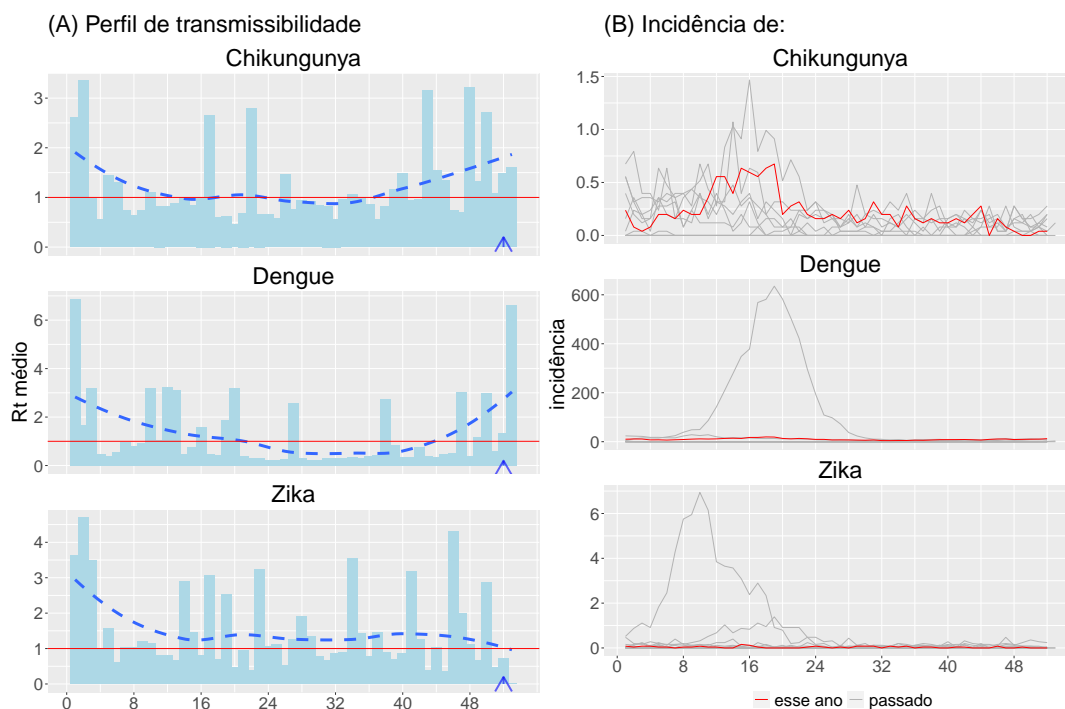 (A) Perfil de transmissibilidade
Chikungunya
3
2
1
0
Dengue
6
4
2
0
Zika
4
3
2
1
0
0 8 16 24 32 40 48
Rt médio
(B) Incidência de:
Chikungunya
1.5
1.0
0.5
0.0
Dengue
600
400
200
0
Zika
6
4
2
0
0 8 16 24 32 40 48
incidência
esse ano passado